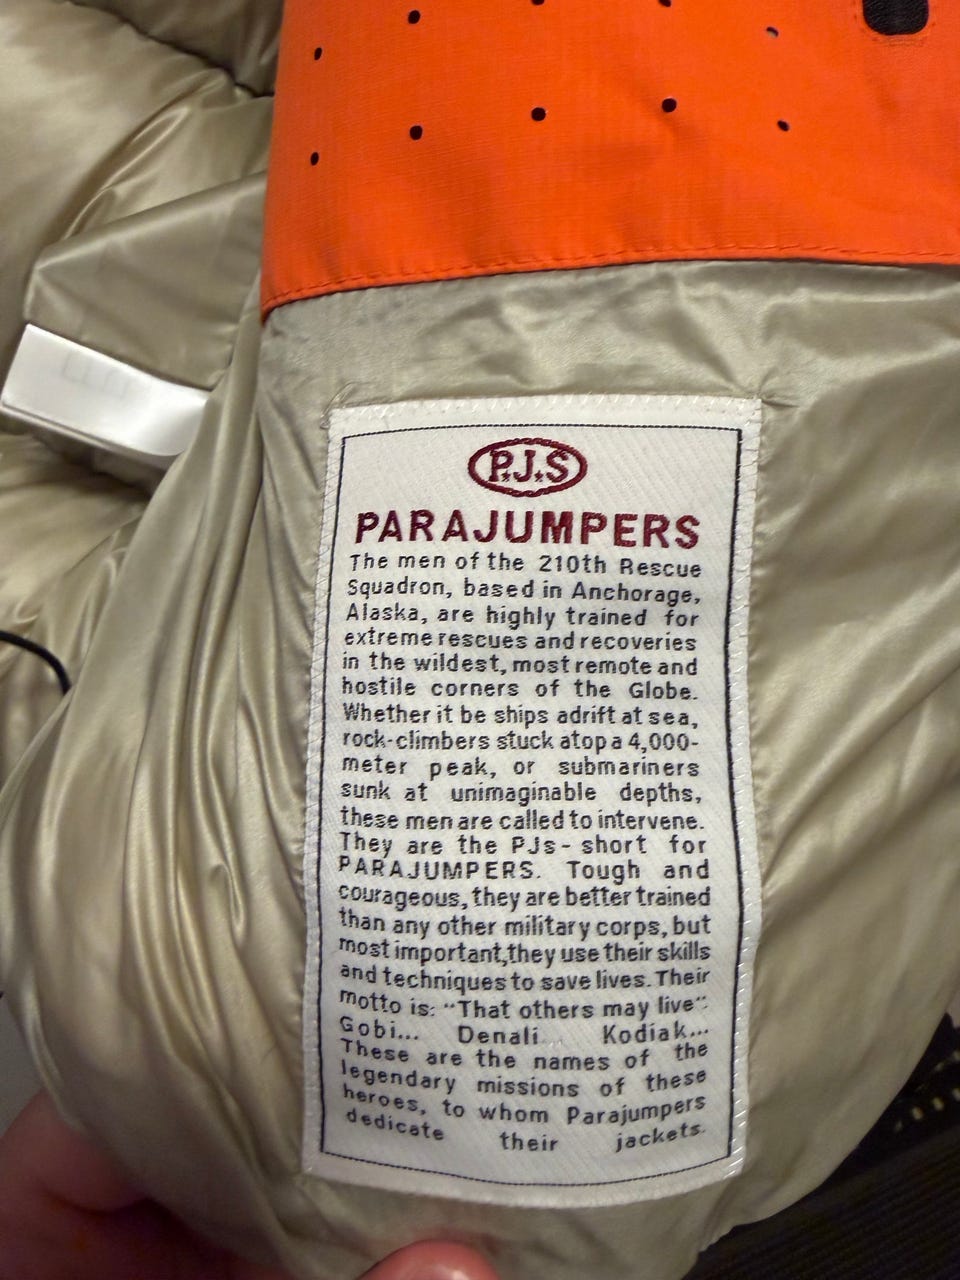 P.J.S
PARAJUMPERS
The men of the 210th Rescue
Squadron, based in Anchorage,
Alaska, are highly trained for
extreme rescues and recoveries
in the wildest, most remote and
hostile corners of the Globe.
Whether it be ships adrift at sea,
rock-climbers stuck atop a 4,000-
meter peak, or submariners
sunk at unimaginable depths,
these men are called to intervene.
They are the PJs- short for
PARAJUMPERS. Tough and
courageous, they are better trained
than any other military corps, but
most important,they use their skills
and techniques to save lives. Their
motto is: "That others may live".
Gobi... Denali... Kodiak...
These are the names of the
legendary missions of these
heroes, to whom Parajumpers
dedicate their jackets.